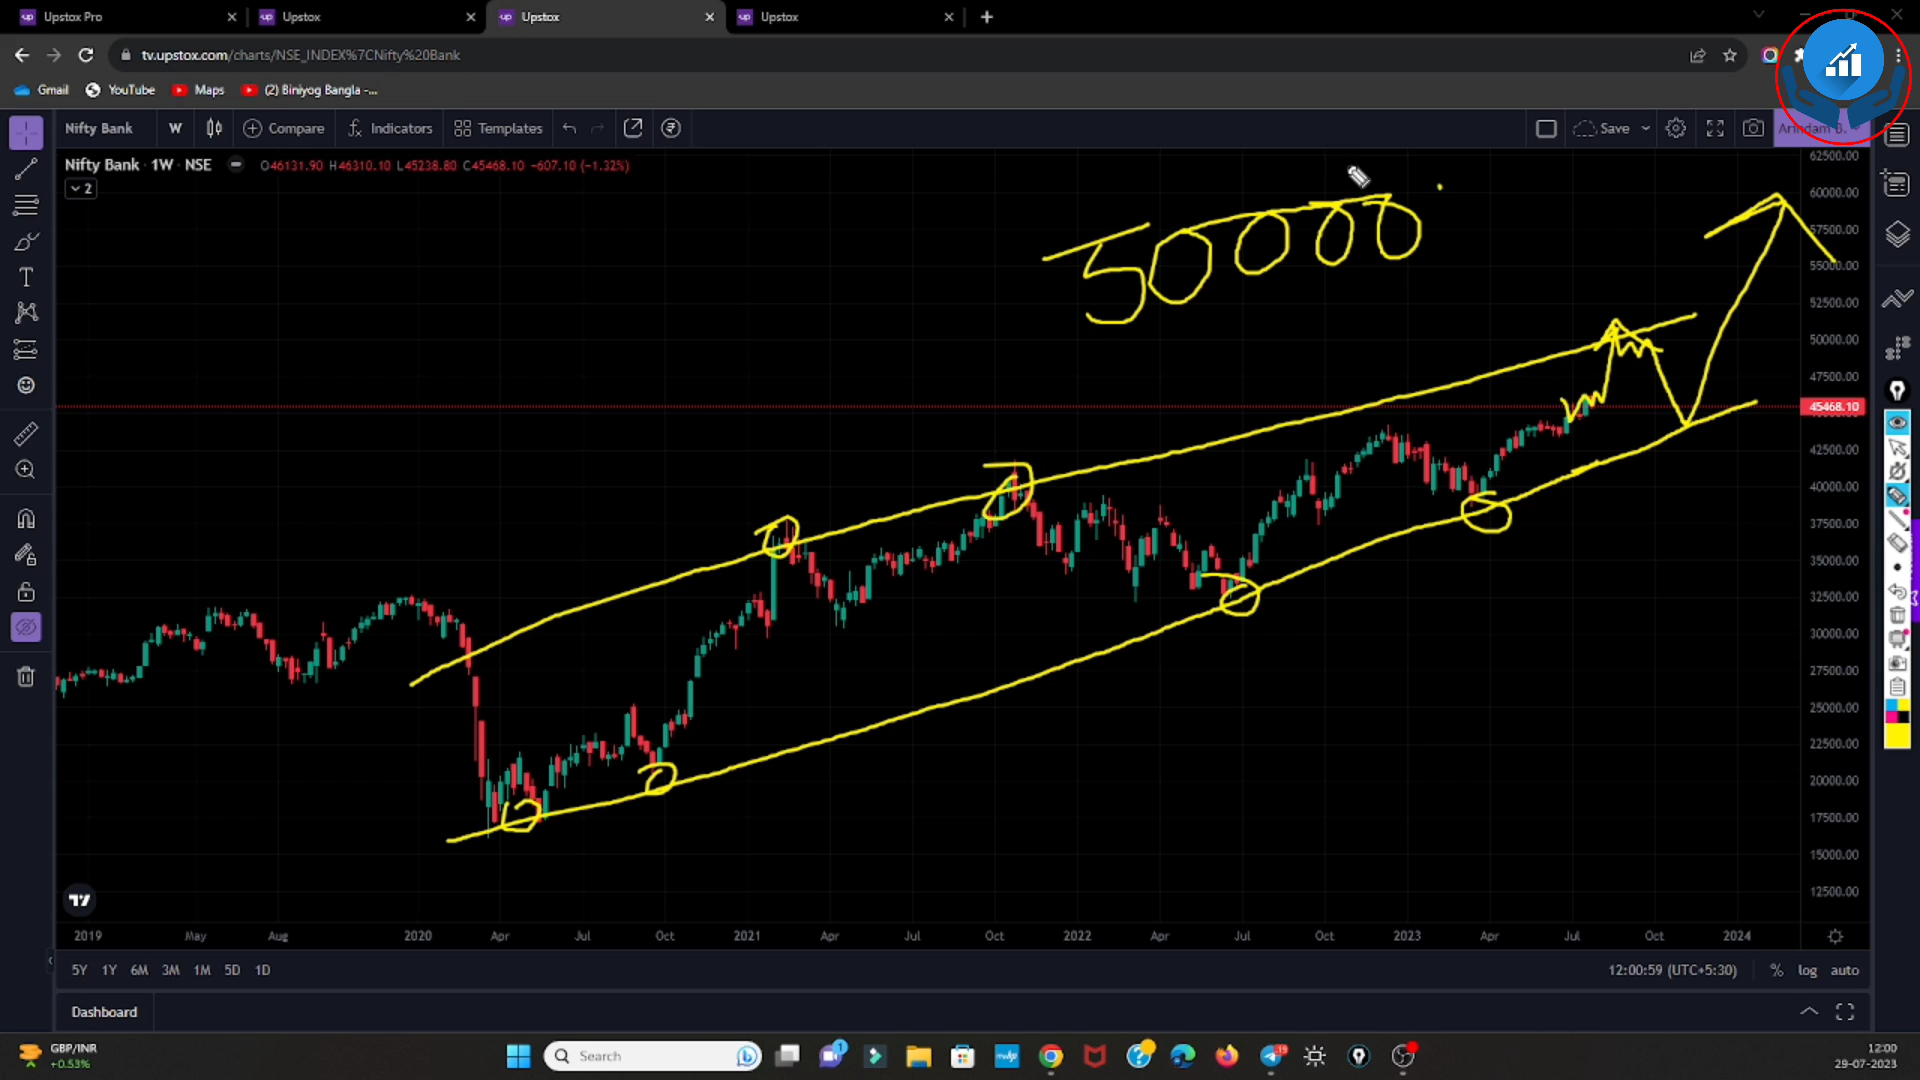 Upstox Pro
Upstox
Upstox
Upstox
tv.upstox.com/charts/NSE_INDEX%7CNifty%20Bank
Gmail YouTube Maps (2) Biniyog Bangla -...
Nifty Bank W Compare Indicators Templates Save Arindam B.
Nifty Bank · 1W · NSE O46131.90 H46310.10 L45238.80 C45468.10 −607.10 (−1.32%)
2
50000
62500.00
60000.00
57500.00
55000.00
52500.00
50000.00
47500.00
45468.10
42500.00
40000.00
37500.00
35000.00
32500.00
30000.00
27500.00
25000.00
22500.00
20000.00
17500.00
15000.00
12500.00
2019 May Aug 2020 Apr Jul Oct 2021 Apr Jul Oct 2022 Apr Jul Oct 2023 Apr Jul Oct 2024
5Y 1Y 6M 3M 1M 5D 1D 12:00:59 (UTC+5:30) % log auto
Dashboard
GBP/INR
+0.53%
Search
12:00
29-07-2023